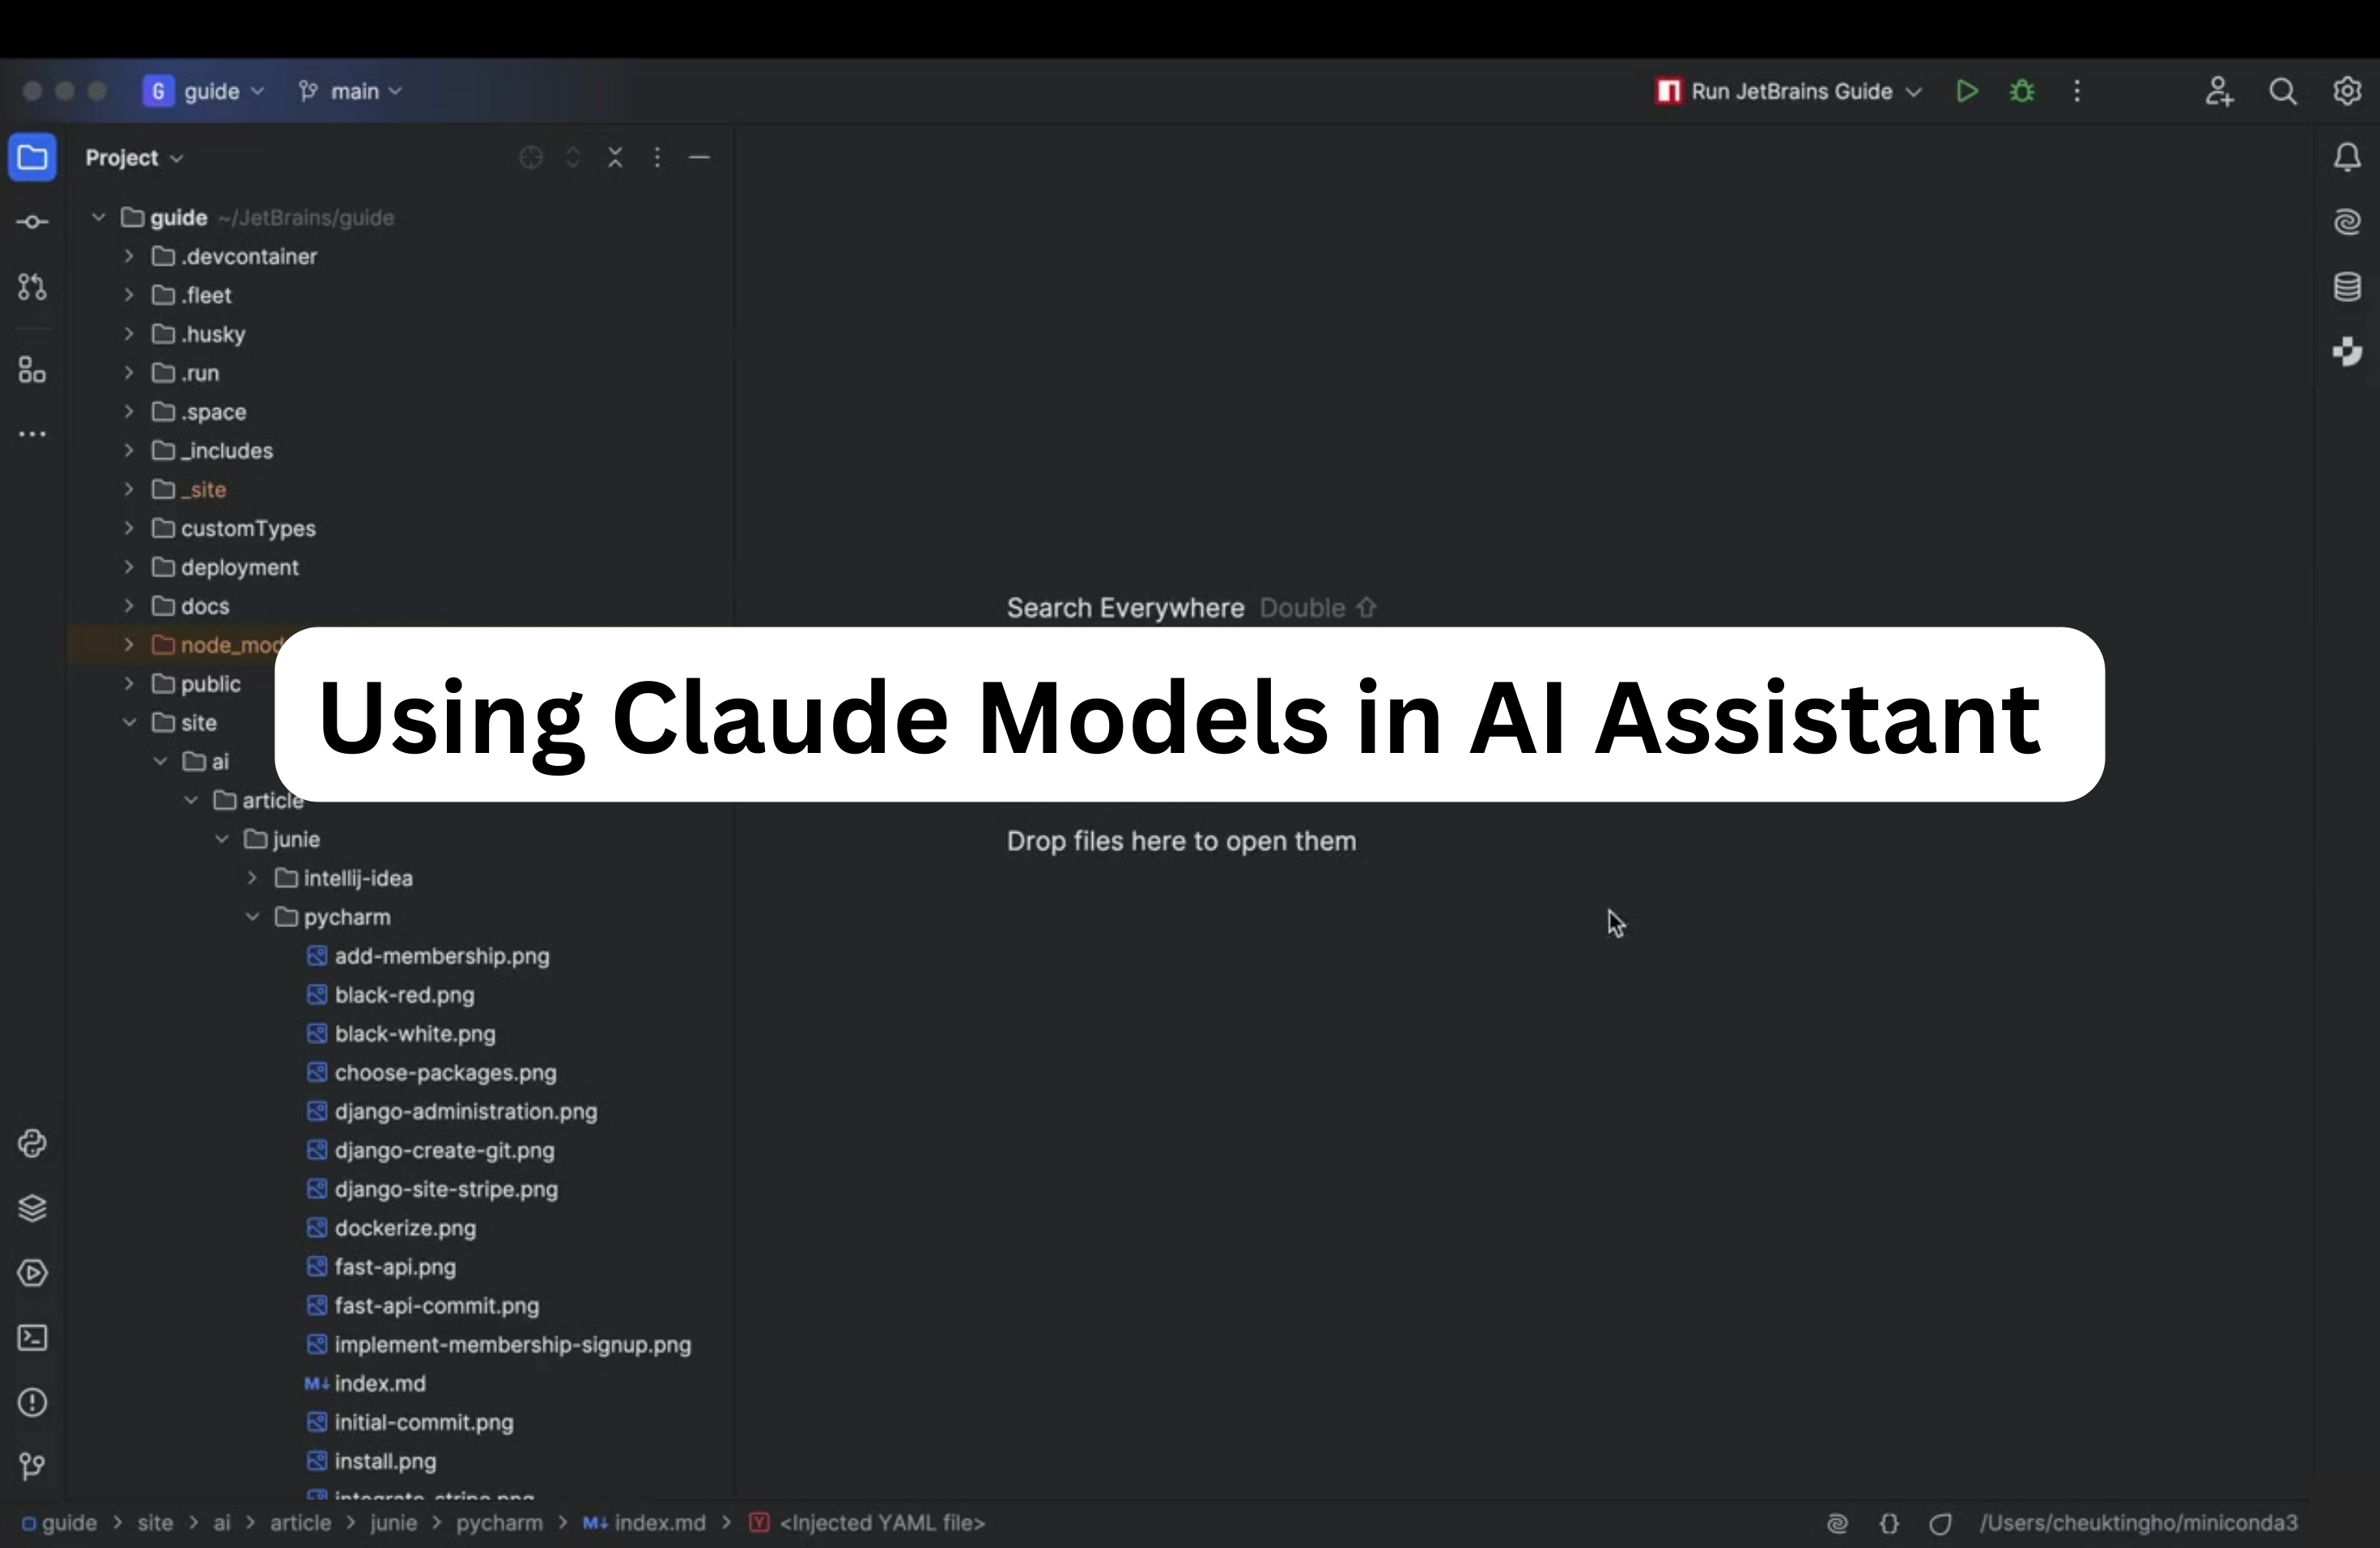 G guide main
Run JetBrains Guide
Project
guide ~/JetBrains/guide
.devcontainer
.fleet
.husky
.run
.space
_includes
_site
customTypes
deployment
docs
Search Everywhere Double ⇧
public
Using Claude Models in AI Assistant
site
ai
article
junie
Drop files here to open them
intellij-idea
pycharm
add-membership.png
black-red.png
black-white.png
choose-packages.png
django-administration.png
django-create-git.png
django-site-stripe.png
dockerize.png
fast-api.png
fast-api-commit.png
implement-membership-signup.png
M↓ index.md
initial-commit.png
install.png
guide > site > ai > article > junie > pycharm > M↓ index.md > Y <Injected YAML file>
{} /Users/cheuktingho/miniconda3